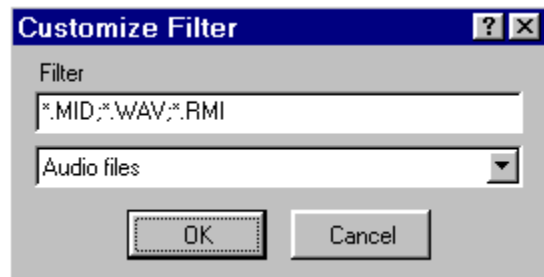 Customize Filter
Filter
*.MID;*.WAV;*.RMI
Audio files
OK Cancel